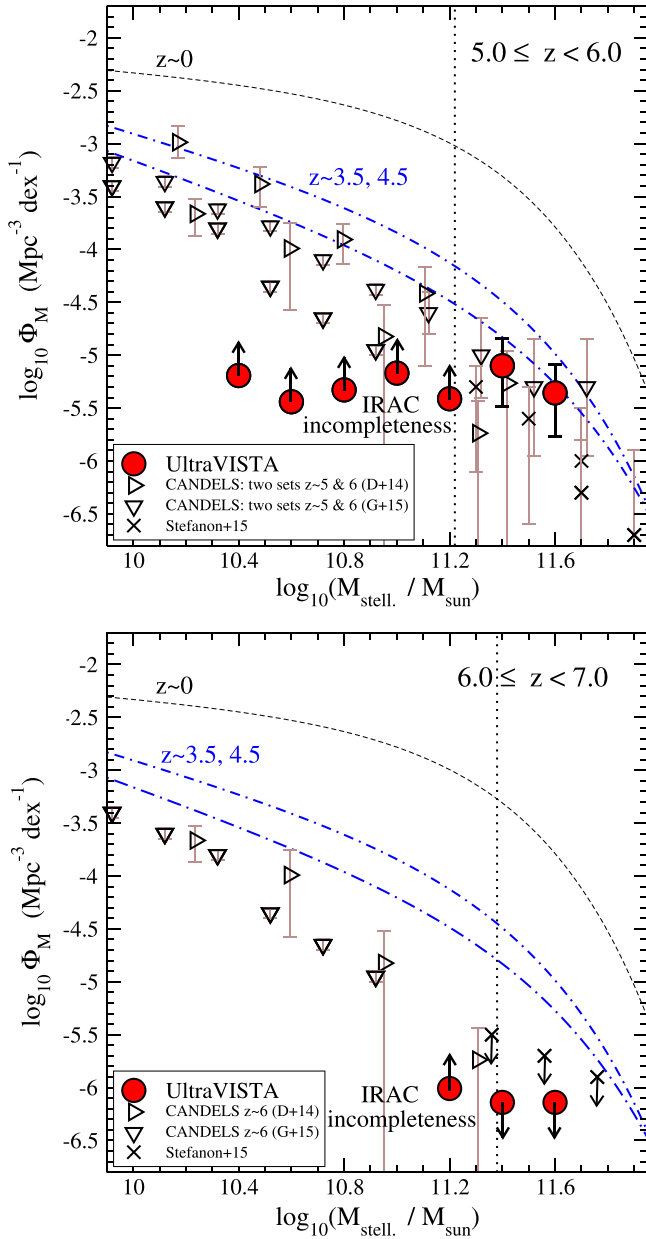 -2
-2.5
-3
-3.5
-4
-4.5
-5
-5.5
-6
-6.5
log₁₀ Φ_M (Mpc⁻³ dex⁻¹)
z~0
5.0 ≤ z < 6.0
z~3.5, 4.5
IRAC
incompleteness
UltraVISTA
CANDELS: two sets z~5 & 6 (D+14)
CANDELS: two sets z~5 & 6 (G+15)
Stefanon+15
10 10.4 10.8 11.2 11.6
log₁₀(M_stell. / M_sun)
-2
-2.5
-3
-3.5
-4
-4.5
-5
-5.5
-6
-6.5
log₁₀ Φ_M (Mpc⁻³ dex⁻¹)
z~0
6.0 ≤ z < 7.0
z~3.5, 4.5
IRAC
incompleteness
UltraVISTA
CANDELS z~6 (D+14)
CANDELS z~6 (G+15)
Stefanon+15
10 10.4 10.8 11.2 11.6
log₁₀(M_stell. / M_sun)